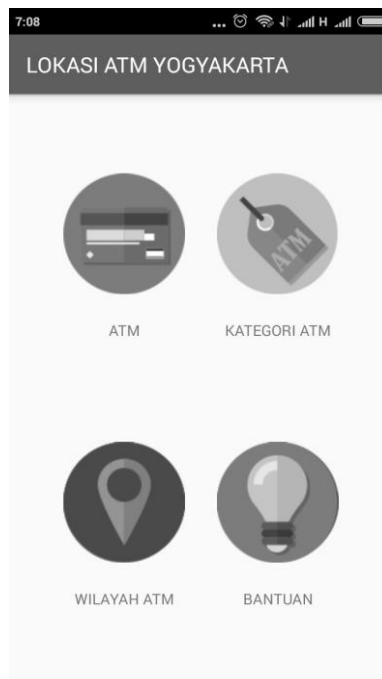 7:08 ... H
LOKASI ATM YOGYAKARTA
ATM
ATM KATEGORI ATM
WILAYAH ATM BANTUAN